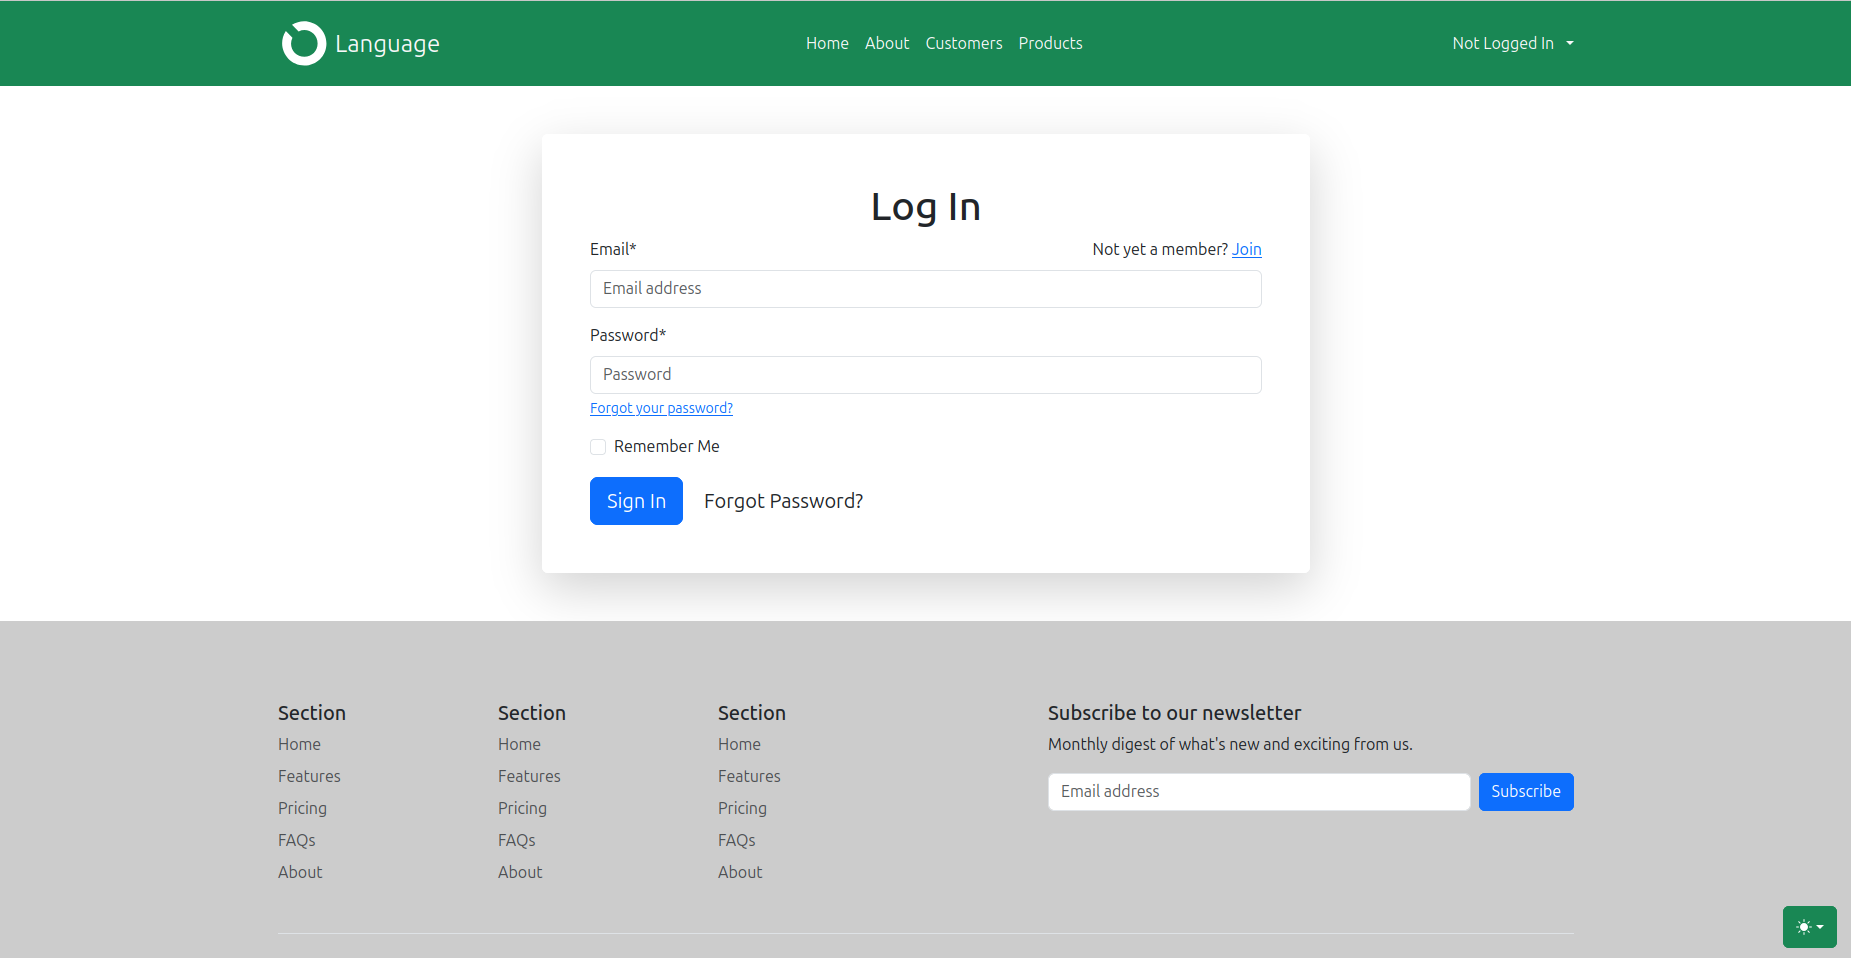 Language
Home About Customers Products
Not Logged In
Log In
Email*
Not yet a member? Join
Email address
Password*
Password
Forgot your password?
Remember Me
Sign In
Forgot Password?
Section
Home
Features
Pricing
FAQs
About
Section
Home
Features
Pricing
FAQs
About
Section
Home
Features
Pricing
FAQs
About
Subscribe to our newsletter
Monthly digest of what's new and exciting from us.
Email address
Subscribe